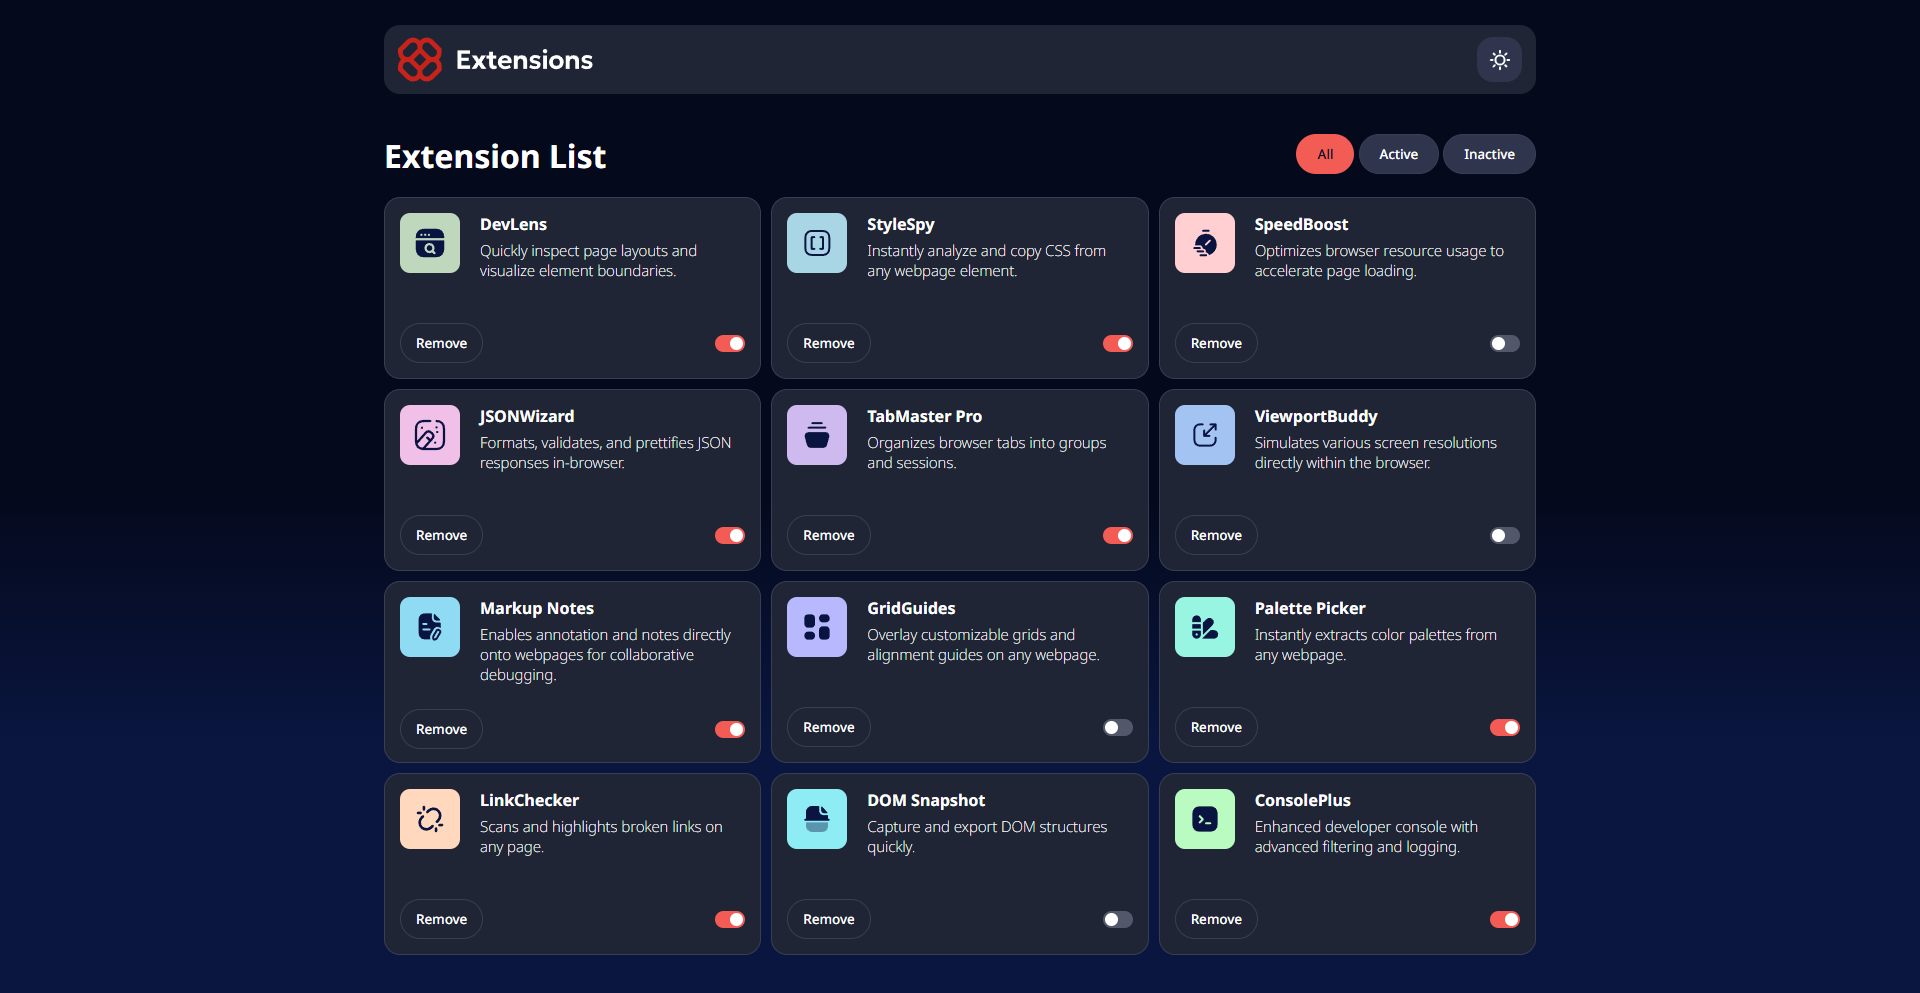 Extensions
Extension List
All
Active
Inactive
DevLens
Quickly inspect page layouts and
visualize element boundaries.
Remove
StyleSpy
Instantly analyze and copy CSS from
any webpage element.
Remove
SpeedBoost
Optimizes browser resource usage to
accelerate page loading.
Remove
JSONWizard
Formats, validates, and prettifies JSON
responses in-browser.
Remove
TabMaster Pro
Organizes browser tabs into groups
and sessions.
Remove
ViewportBuddy
Simulates various screen resolutions
directly within the browser.
Remove
Markup Notes
Enables annotation and notes directly
onto webpages for collaborative
debugging.
Remove
GridGuides
Overlay customizable grids and
alignment guides on any webpage.
Remove
Palette Picker
Instantly extracts color palettes from
any webpage.
Remove
LinkChecker
Scans and highlights broken links on
any page.
Remove
DOM Snapshot
Capture and export DOM structures
quickly.
Remove
ConsolePlus
Enhanced developer console with
advanced filtering and logging.
Remove